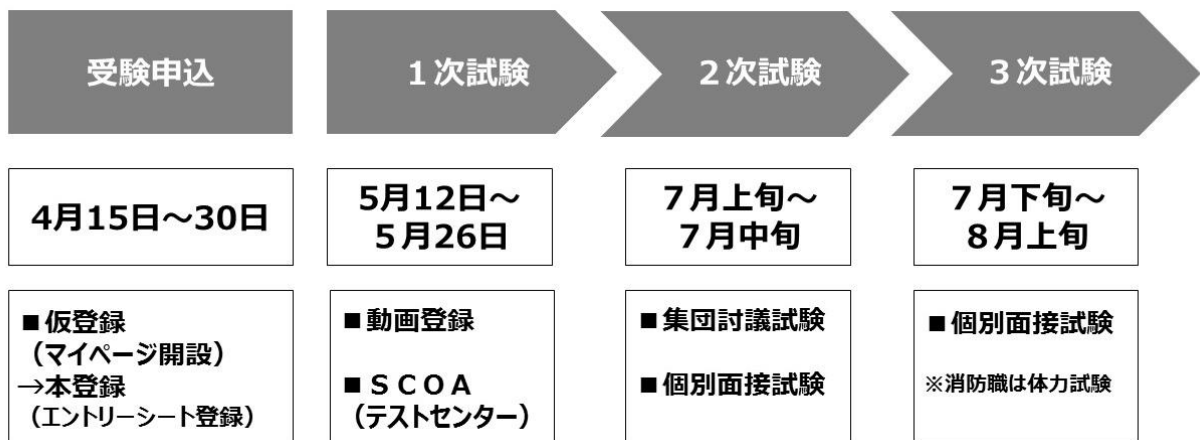 受験申込
１次試験
２次試験
３次試験
4月15日～30日
5月12日～
５月26日
７月上旬～
７月中旬
７月下旬～
８月上旬
■仮登録
（マイページ開設）
→本登録
（エントリーシート登録）
■動画登録
■ＳＣＯＡ
（テストセンター）
■集団討議試験
■個別面接試験
■個別面接試験
※消防職は体力試験